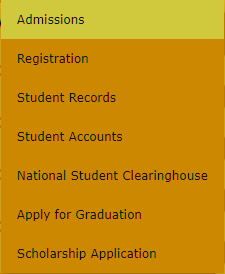 Admissions
Registration
Student Records
Student Accounts
National Student Clearinghouse
Apply for Graduation
Scholarship Application